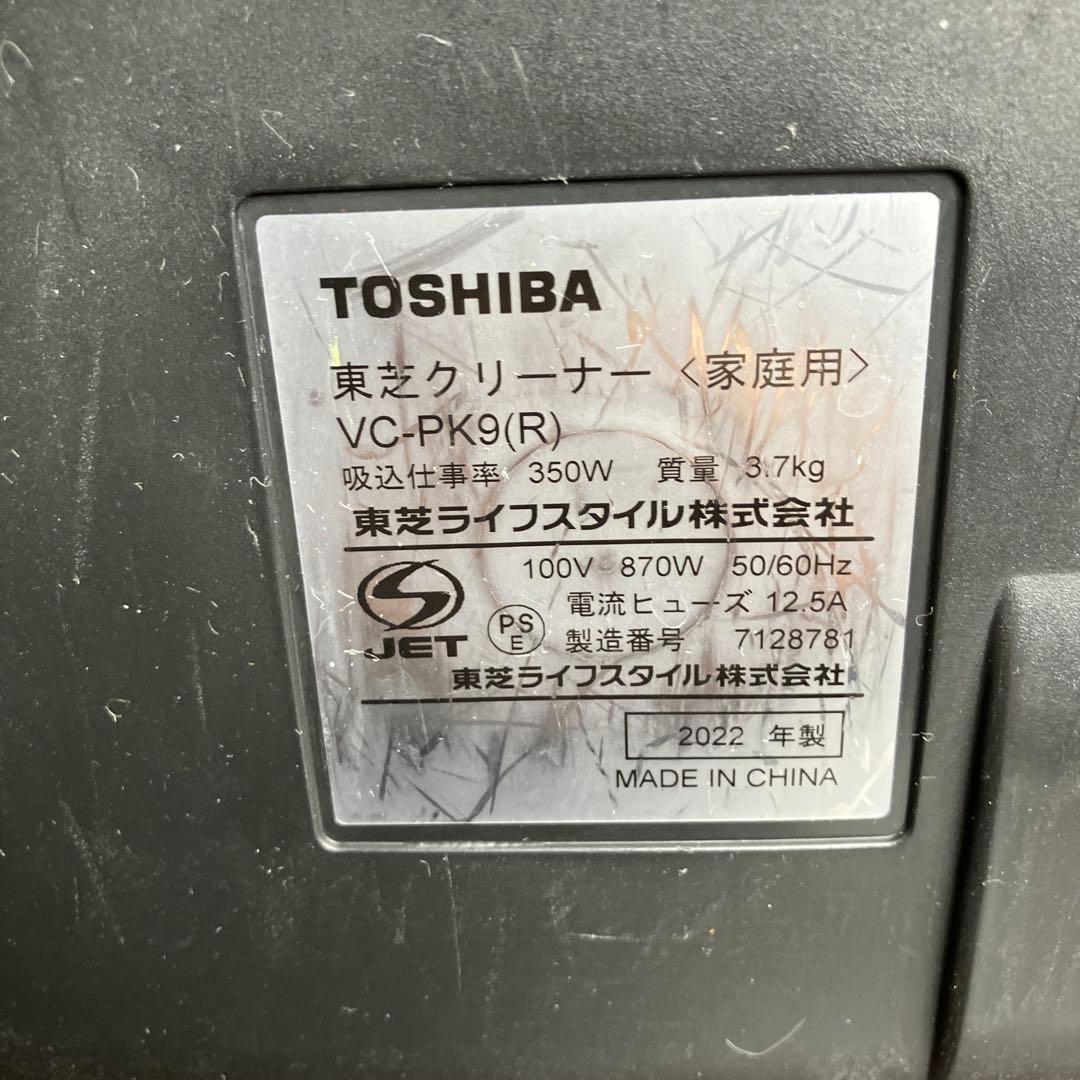 TOSHIBA
東芝クリーナー〈家庭用〉
VC-PK9(R)
吸込仕事率 350W 質量 3.7kg
東芝ライフスタイル株式会社
100V 870W 50/60Hz
電流ヒューズ 12.5A
JET
PS
E
製造番号 7128781
東芝ライフスタイル株式会社
2022 年製
MADE IN CHINA